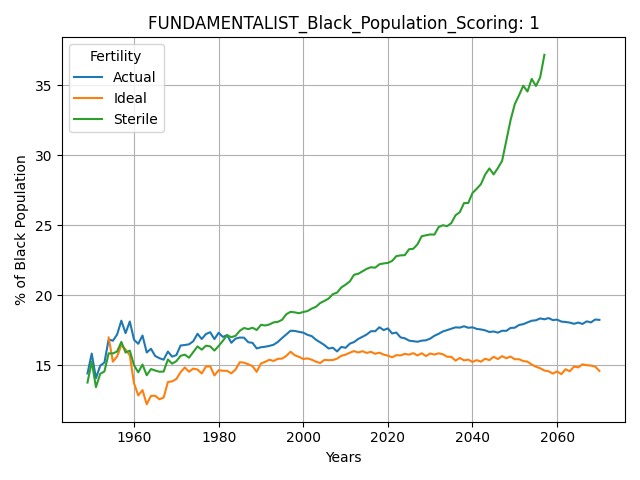 FUNDAMENTALIST_Black_Population_Scoring: 1
Fertility
Actual
Ideal
Sterile
% of Black Population
35
30
25
20
15
1960
1980
2000
2020
2040
2060
Years